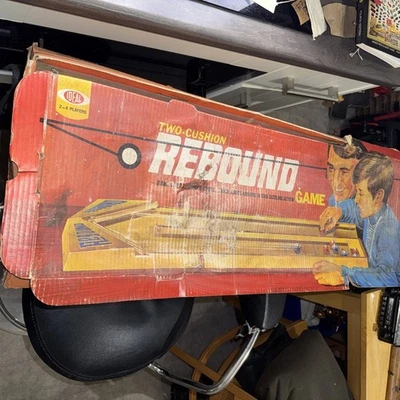 IDEAL
2-4 PLAYERS
TWO-CUSHION
REBOUND
GAME